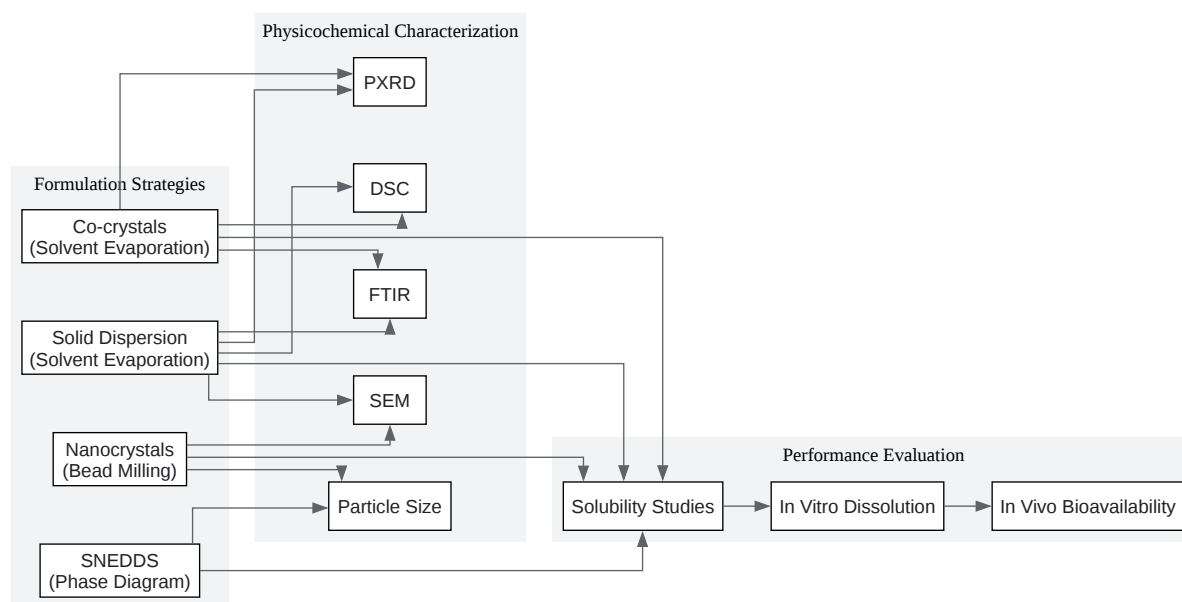 Physicochemical Characterization
PXRD
DSC
FTIR
SEM
Particle Size
Formulation Strategies
Co-crystals
(Solvent Evaporation)
Solid Dispersion
(Solvent Evaporation)
Nanocrystals
(Bead Milling)
SNEDDS
(Phase Diagram)
Performance Evaluation
Solubility Studies
In Vitro Dissolution
In Vivo Bioavailability